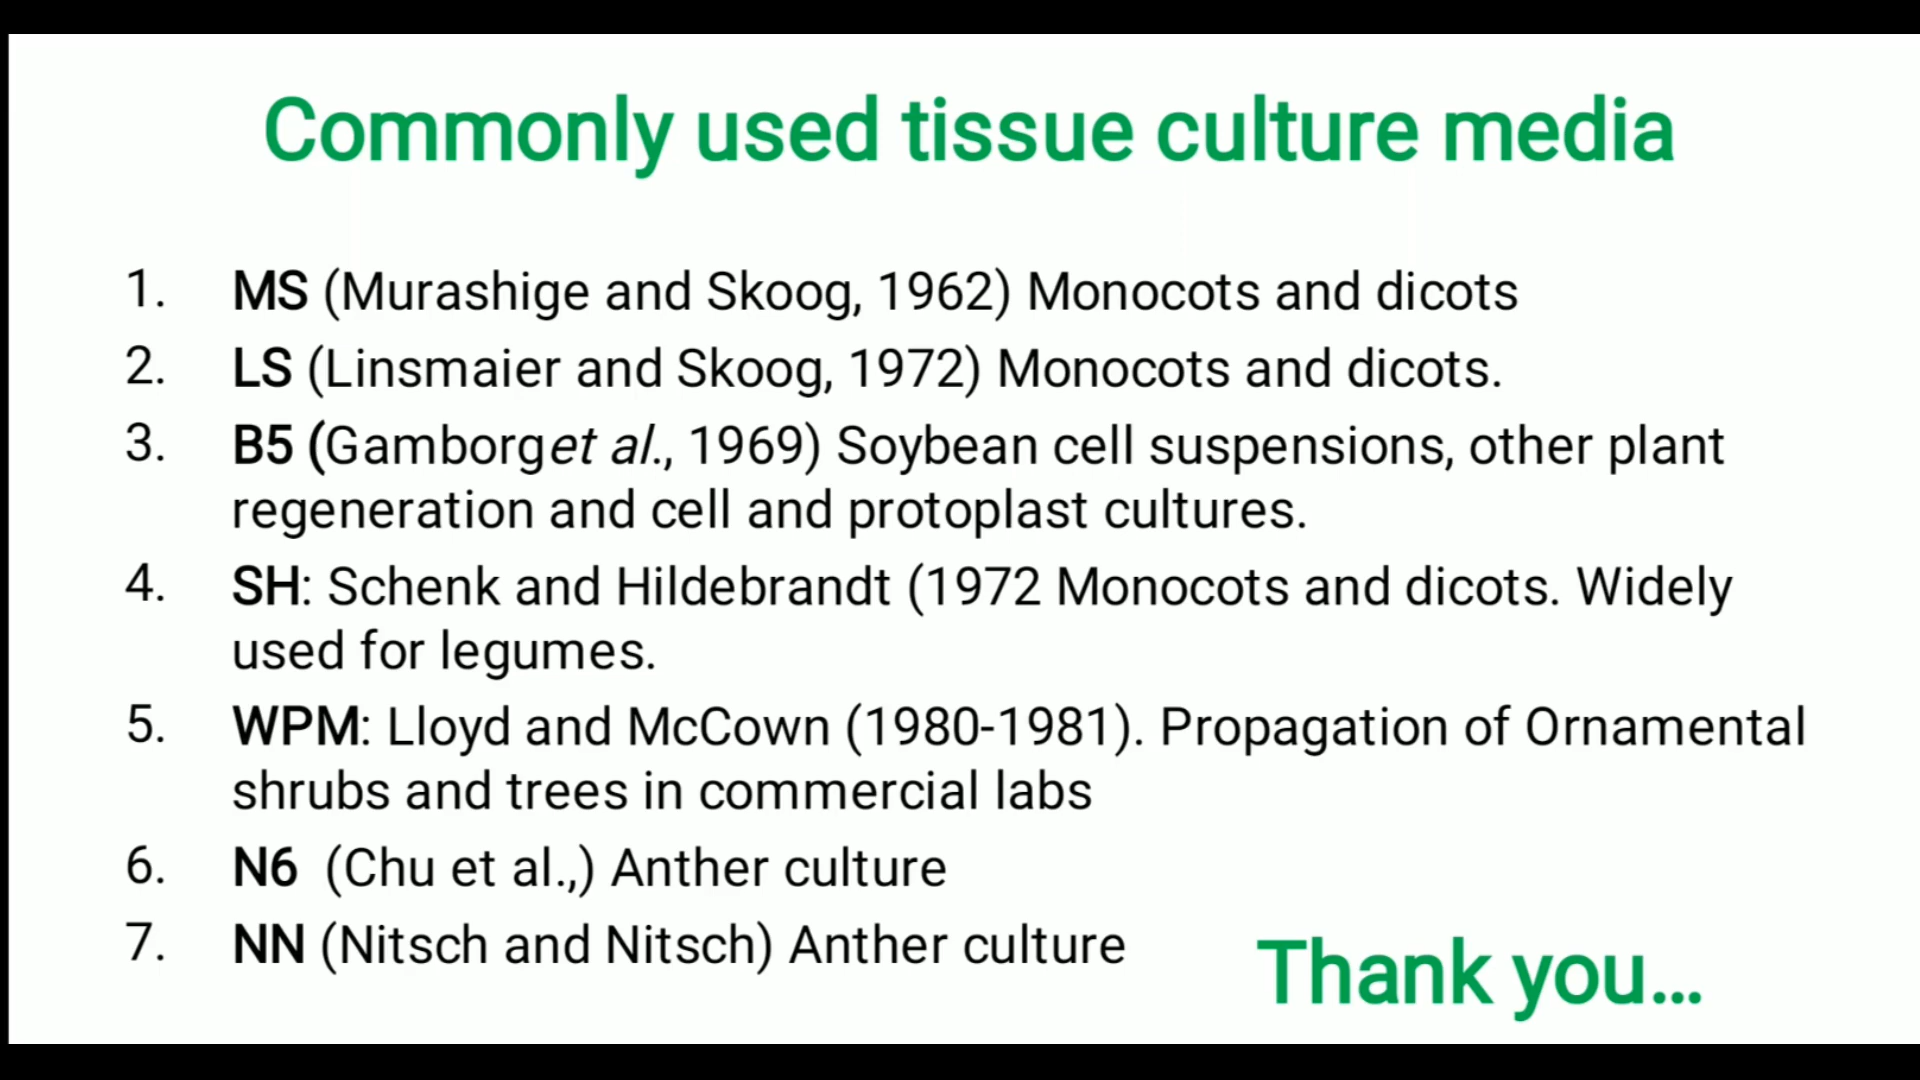 Commonly used tissue culture media
1. MS (Murashige and Skoog, 1962) Monocots and dicots
2. LS (Linsmaier and Skoog, 1972) Monocots and dicots.
3. B5 (Gamborget al., 1969) Soybean cell suspensions, other plant
regeneration and cell and protoplast cultures.
4. SH: Schenk and Hildebrandt (1972 Monocots and dicots. Widely
used for legumes.
5. WPM: Lloyd and McCown (1980-1981). Propagation of Ornamental
shrubs and trees in commercial labs
6. N6 (Chu et al.,) Anther culture
7. NN (Nitsch and Nitsch) Anther culture
Thank you...